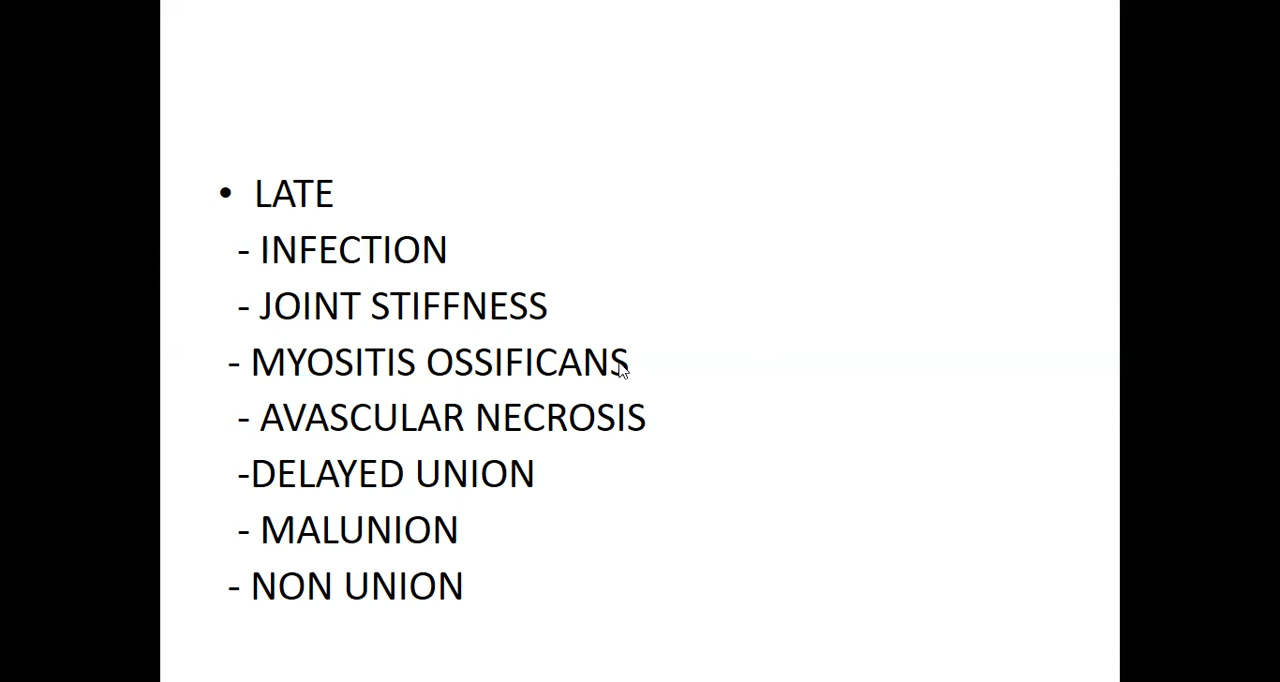 • LATE
- INFECTION
- JOINT STIFFNESS
- MYOSITIS OSSIFICANS
- AVASCULAR NECROSIS
-DELAYED UNION
- MALUNION
- NON UNION